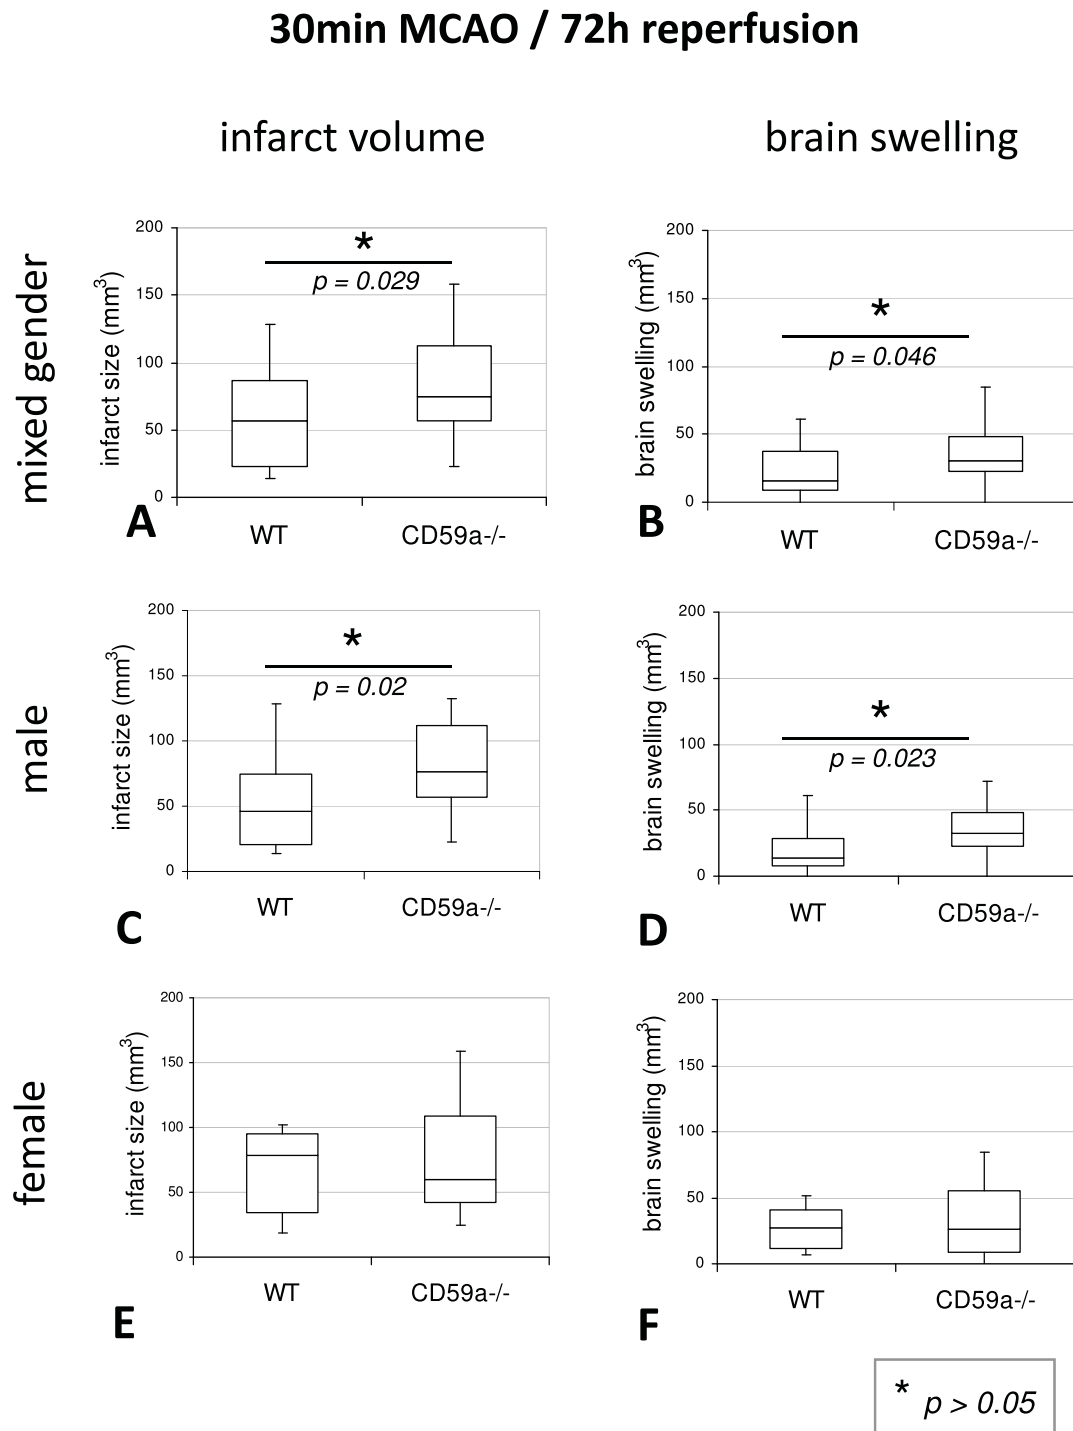 30min MCAO / 72h reperfusion
infarct volume
brain swelling
mixed gender
infarct size (mm³)
200
150
100
50
0
*
p = 0.029
WT
CD59a-/-
A
brain swelling (mm³)
200
150
100
50
0
*
p = 0.046
WT
CD59a-/-
B
male
infarct size (mm³)
200
150
100
50
0
*
p = 0.02
WT
CD59a-/-
C
brain swelling (mm³)
200
150
100
50
0
*
p = 0.023
WT
CD59a-/-
D
female
infarct size (mm³)
200
150
100
50
0
WT
CD59a-/-
E
brain swelling (mm³)
200
150
100
50
0
WT
CD59a-/-
F
* p > 0.05